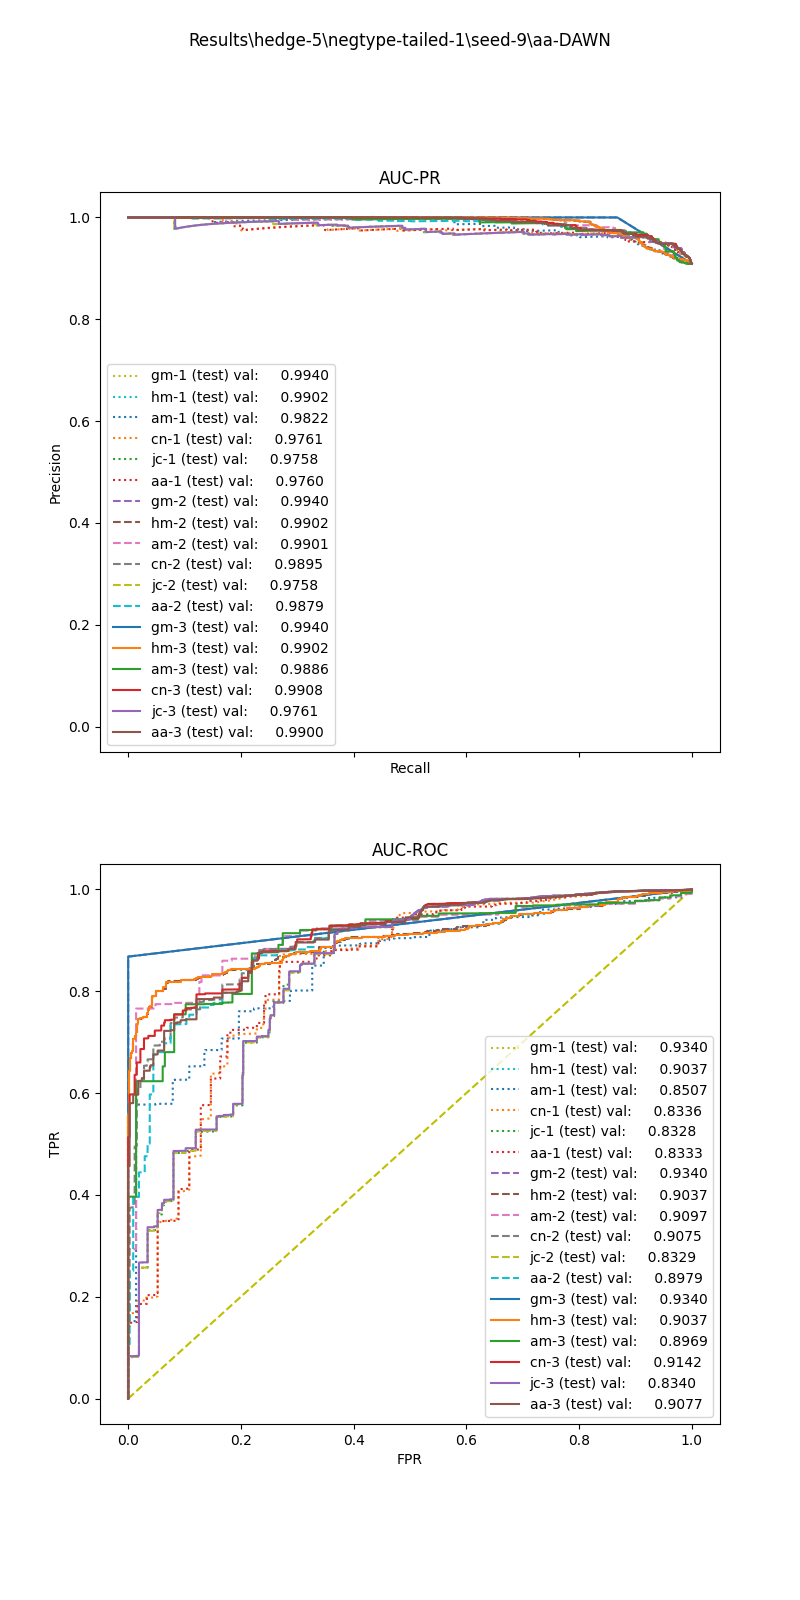 Results\hedge-5\negtype-tailed-1\seed-9\aa-DAWN
AUC-PR
1.0
0.8
0.6
0.4
0.2
0.0
Precision
gm-1 (test) val: 0.9940
hm-1 (test) val: 0.9902
am-1 (test) val: 0.9822
cn-1 (test) val: 0.9761
jc-1 (test) val: 0.9758
aa-1 (test) val: 0.9760
gm-2 (test) val: 0.9940
hm-2 (test) val: 0.9902
am-2 (test) val: 0.9901
cn-2 (test) val: 0.9895
jc-2 (test) val: 0.9758
aa-2 (test) val: 0.9879
gm-3 (test) val: 0.9940
hm-3 (test) val: 0.9902
am-3 (test) val: 0.9886
cn-3 (test) val: 0.9908
jc-3 (test) val: 0.9761
aa-3 (test) val: 0.9900
Recall
AUC-ROC
1.0
0.8
0.6
0.4
0.2
0.0
TPR
gm-1 (test) val: 0.9340
hm-1 (test) val: 0.9037
am-1 (test) val: 0.8507
cn-1 (test) val: 0.8336
jc-1 (test) val: 0.8328
aa-1 (test) val: 0.8333
gm-2 (test) val: 0.9340
hm-2 (test) val: 0.9037
am-2 (test) val: 0.9097
cn-2 (test) val: 0.9075
jc-2 (test) val: 0.8329
aa-2 (test) val: 0.8979
gm-3 (test) val: 0.9340
hm-3 (test) val: 0.9037
am-3 (test) val: 0.8969
cn-3 (test) val: 0.9142
jc-3 (test) val: 0.8340
aa-3 (test) val: 0.9077
0.0 0.2 0.4 0.6 0.8 1.0
FPR